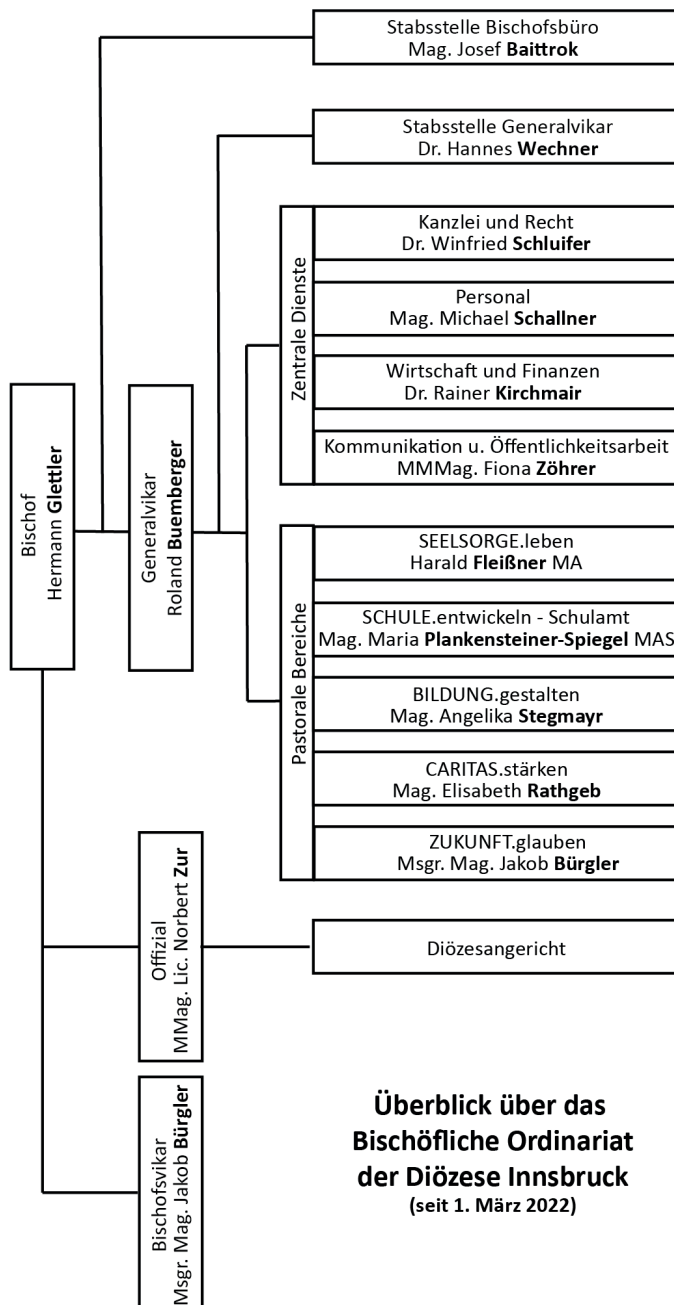 Stabsstelle Bischofsbüro
Mag. Josef Baittrok
Stabsstelle Generalvikar
Dr. Hannes Wechner
Zentrale Dienste
Kanzlei und Recht
Dr. Winfried Schluifer
Personal
Mag. Michael Schallner
Wirtschaft und Finanzen
Dr. Rainer Kirchmair
Kommunikation u. Öffentlichkeitsarbeit
MMMag. Fiona Zöhrer
Bischof
Hermann Glettler
Generalvikar
Roland Buemberger
Pastorale Bereiche
SEELSORGE.leben
Harald Fleißner MA
SCHULE.entwickeln - Schulamt
Mag. Maria Plankensteiner-Spiegel MAS
BILDUNG.gestalten
Mag. Angelika Stegmayr
CARITAS.stärken
Mag. Elisabeth Rathgeb
ZUKUNFT.glauben
Msgr. Mag. Jakob Bürgler
Offizial
MMag. Lic. Norbert Zur
Diözesangericht
Bischofsvikar
Msgr. Mag. Jakob Bürgler
Überblick über das
Bischöfliche Ordinariat
der Diözese Innsbruck
(seit 1. März 2022)